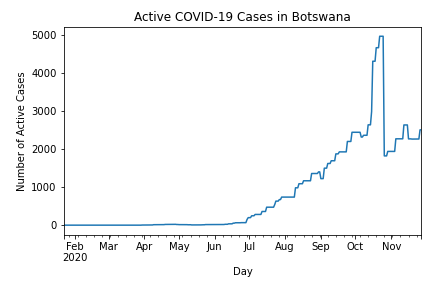 Active COVID-19 Cases in Botswana
Number of Active Cases
5000
4000
3000
2000
1000
0
Feb Mar Apr May Jun Jul Aug Sep Oct Nov
2020
Day